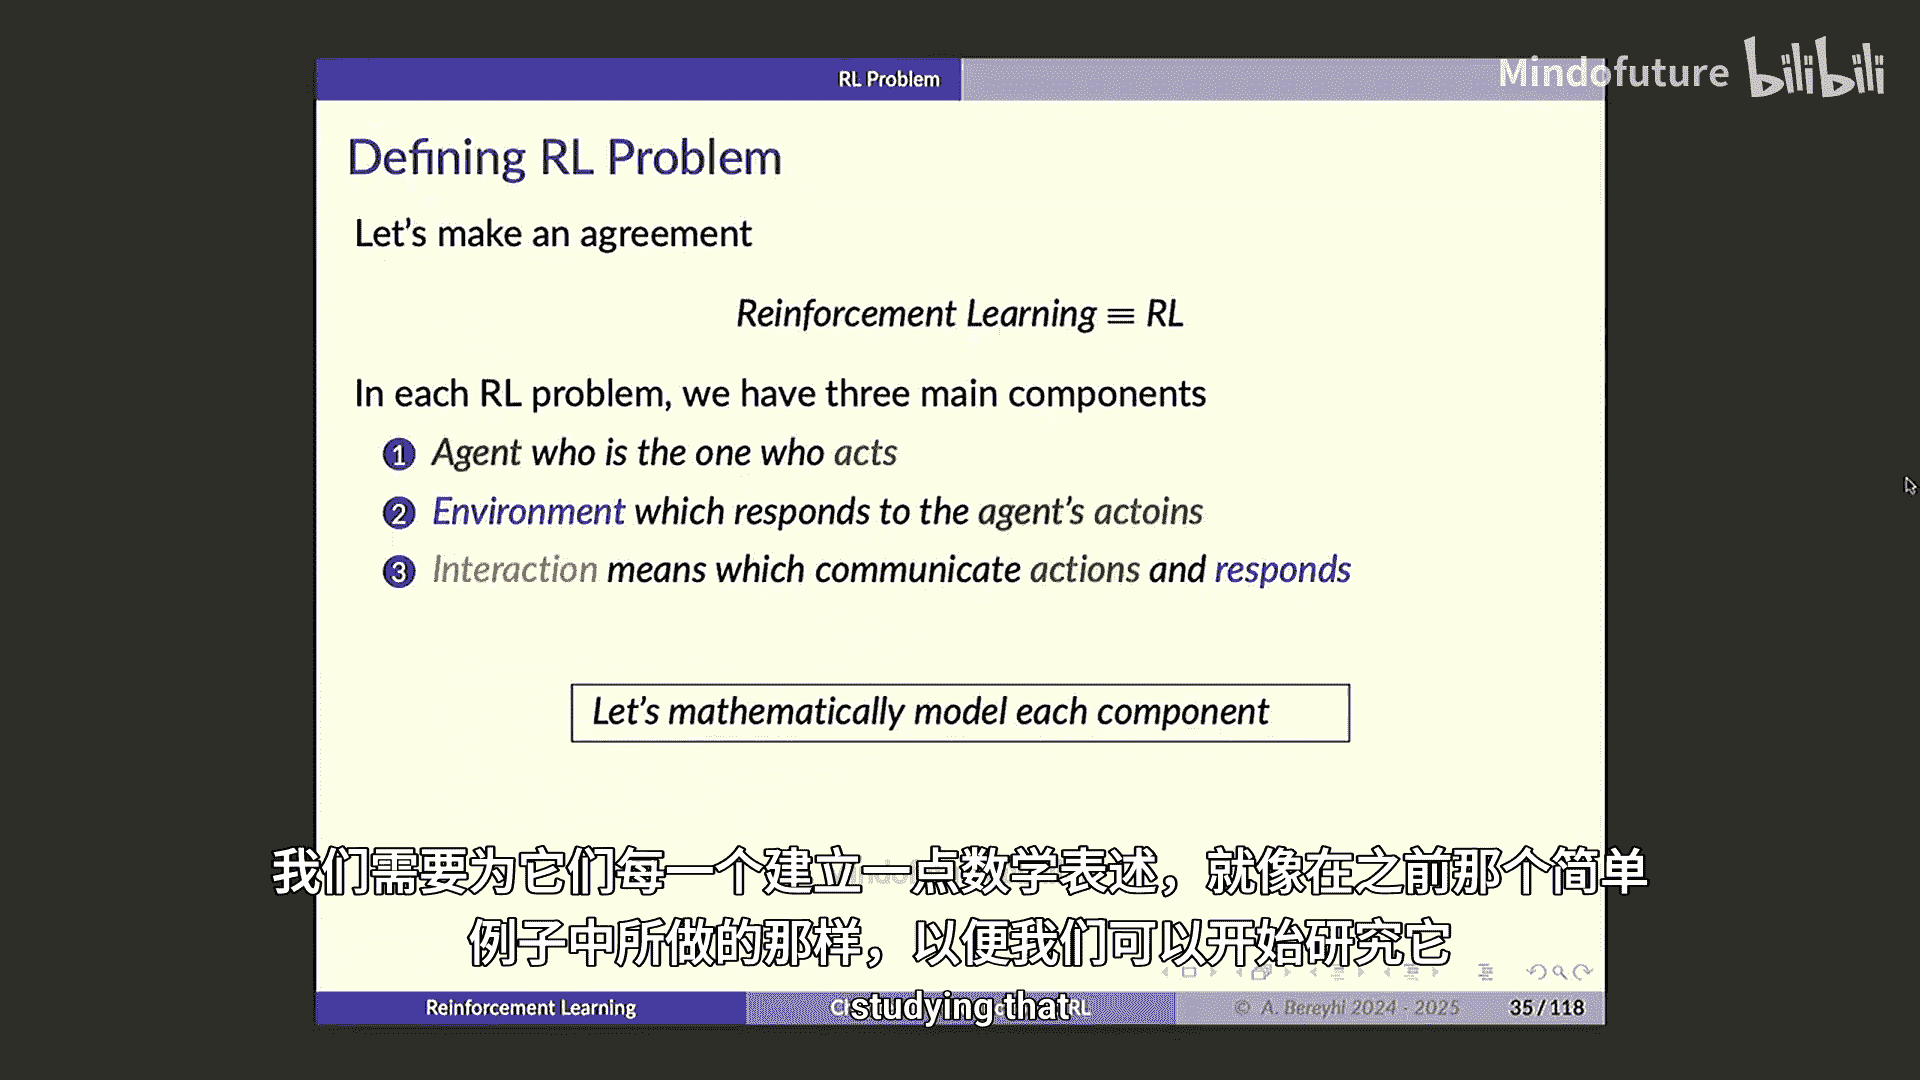 RL Problem
Mindofuture bilibili
Defining RL Problem
Let's make an agreement
Reinforcement Learning ≡ RL
In each RL problem, we have three main components
1 Agent who is the one who acts
2 Environment which responds to the agent's actoins
3 Interaction means which communicate actions and responds
Let's mathematically model each component
我们需要为它们每一个建立一点数学表述，就像在之前那个简单
例子中所做的那样，以便我们可以开始研究它
studying that
Reinforcement Learning
RL
© A. Bereyhi 2024 - 2025
35 / 118